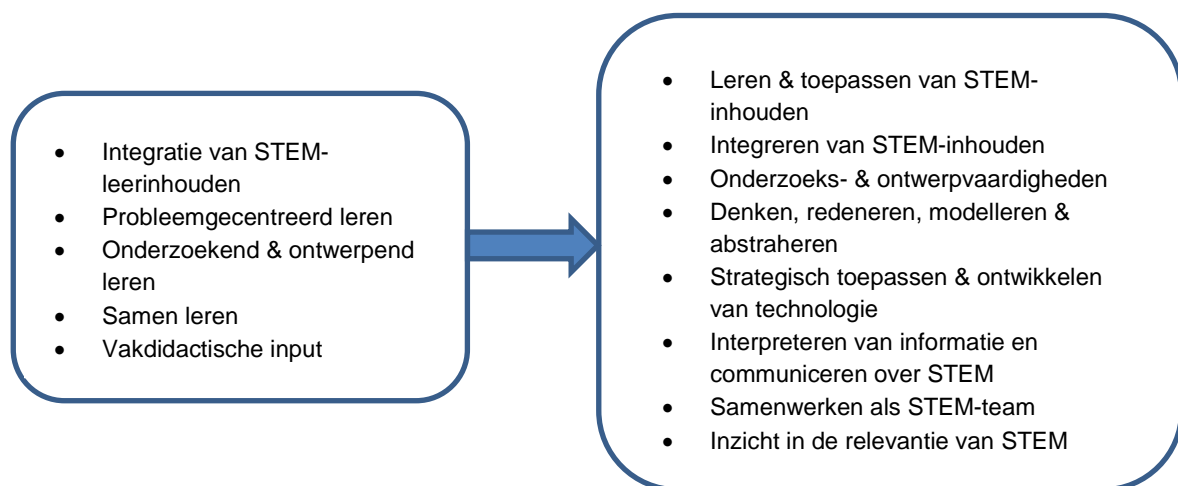 • Integratie van STEM-
leerinhouden
• Probleemgecentreerd leren
• Onderzoekend & ontwerpend
leren
• Samen leren
• Vakdidactische input
• Leren & toepassen van STEM-
inhouden
• Integreren van STEM-inhouden
• Onderzoeks- & ontwerpvaardigheden
• Denken, redeneren, modelleren &
abstraheren
• Strategisch toepassen & ontwikkelen
van technologie
• Interpreteren van informatie en
communiceren over STEM
• Samenwerken als STEM-team
• Inzicht in de relevantie van STEM